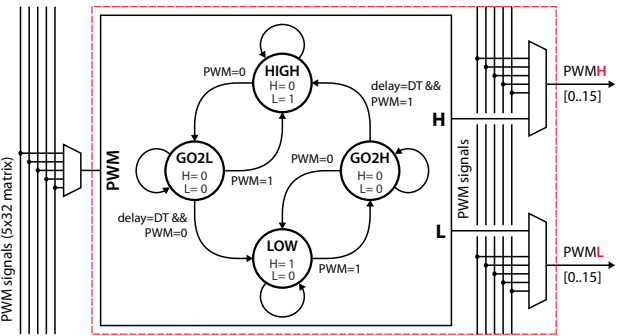 PWM signals (5x32 matrix)
PWM
HIGH
H= 0
L= 1
PWM=0
delay=DT &&
PWM=1
GO2L
H= 0
L= 0
PWM=1
PWM=0
GO2H
H= 0
L= 0
delay=DT &&
PWM=0
LOW
H= 1
L= 0
PWM=1
H
L
PWM signals
PWMH
[0..15]
PWML
[0..15]